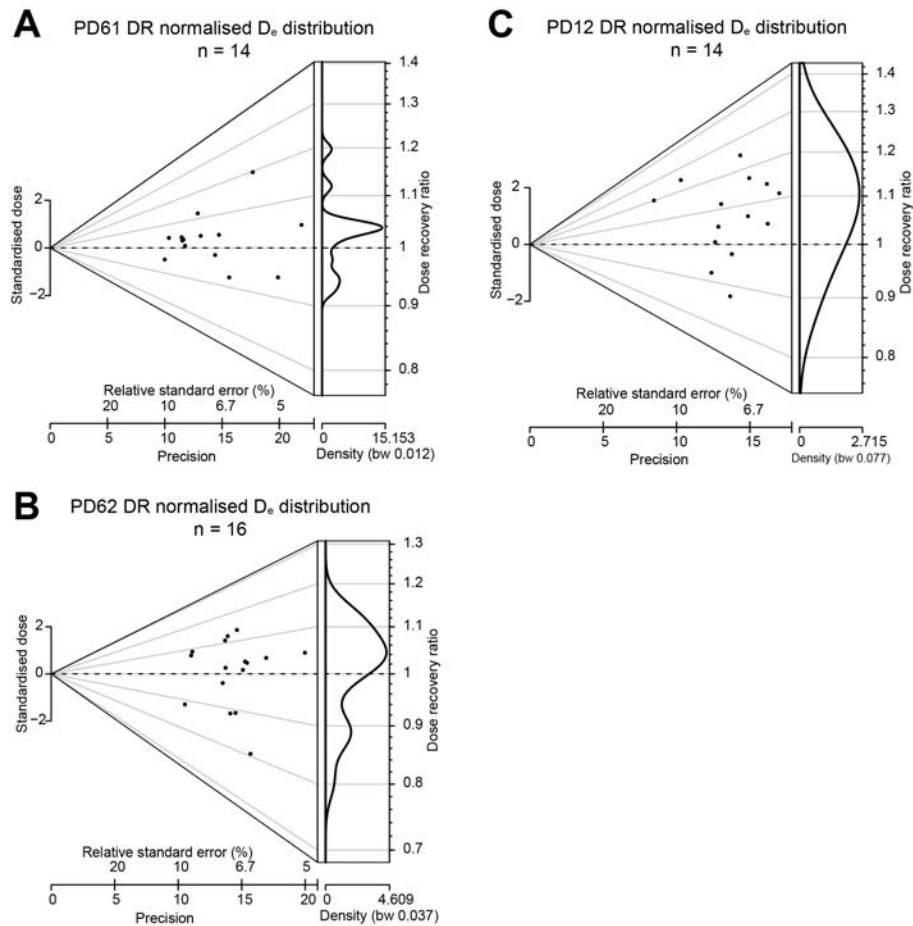 A
PD61 DR normalised Dₑ distribution
n = 14
Standardised dose
2
0
−2
1.4
1.3
1.2
1.1
1
0.9
0.8
Dose recovery ratio
Relative standard error (%)
20 10 6.7 5
0 5 10 15 20
Precision
0 15.153
Density (bw 0.012)
C
PD12 DR normalised Dₑ distribution
n = 14
Standardised dose
2
0
−2
1.4
1.3
1.2
1.1
1
0.9
0.8
Dose recovery ratio
Relative standard error (%)
20 10 6.7
0 5 10 15
Precision
0 2.715
Density (bw 0.077)
B
PD62 DR normalised Dₑ distribution
n = 16
Standardised dose
2
0
−2
1.3
1.2
1.1
1
0.9
0.8
0.7
Dose recovery ratio
Relative standard error (%)
20 10 6.7 5
0 5 10 15 20
Precision
0 4.609
Density (bw 0.037)